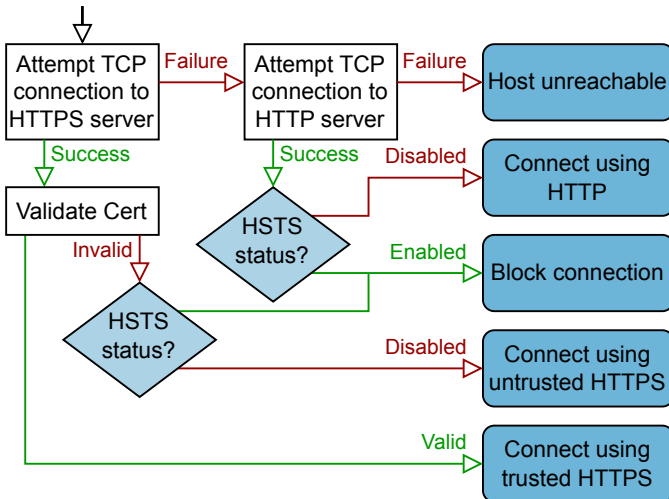 Attempt TCP
connection to
HTTPS server
Failure
Attempt TCP
connection to
HTTP server
Failure
Host unreachable
Success
Success
Disabled
Connect using
HTTP
Validate Cert
HSTS
status?
Invalid
Enabled
Block connection
HSTS
status?
Disabled
Connect using
untrusted HTTPS
Valid
Connect using
trusted HTTPS